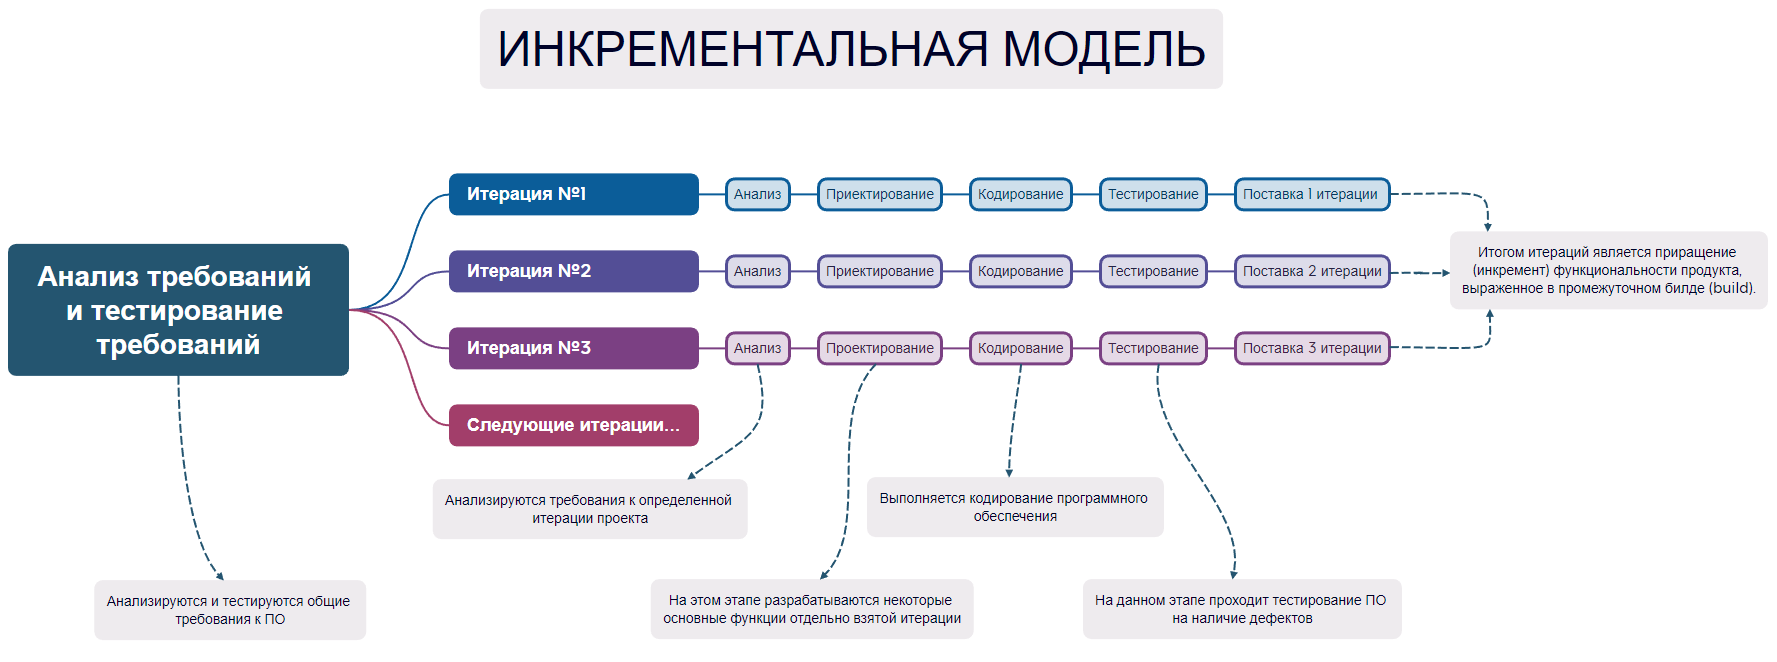 ИНКРЕМЕНТАЛЬНАЯ МОДЕЛЬ
Анализ требований
и тестирование
требований
Итерация №1
Анализ
Приектирование
Кодирование
Тестирование
Поставка 1 итерации
Итерация №2
Анализ
Приектирование
Кодирование
Тестирование
Поставка 2 итерации
Итерация №3
Анализ
Проектирование
Кодирование
Тестирование
Поставка 3 итерации
Следующие итерации...
Итогом итераций является приращение
(инкремент) функциональности продукта,
выраженное в промежуточном билде (build).
Анализируются требования к определенной
итерации проекта
Выполняется кодирование программного
обеспечения
Анализируются и тестируются общие
требования к ПО
На этом этапе разрабатываются некоторые
основные функции отдельно взятой итерации
На данном этапе проходит тестирование ПО
на наличие дефектов